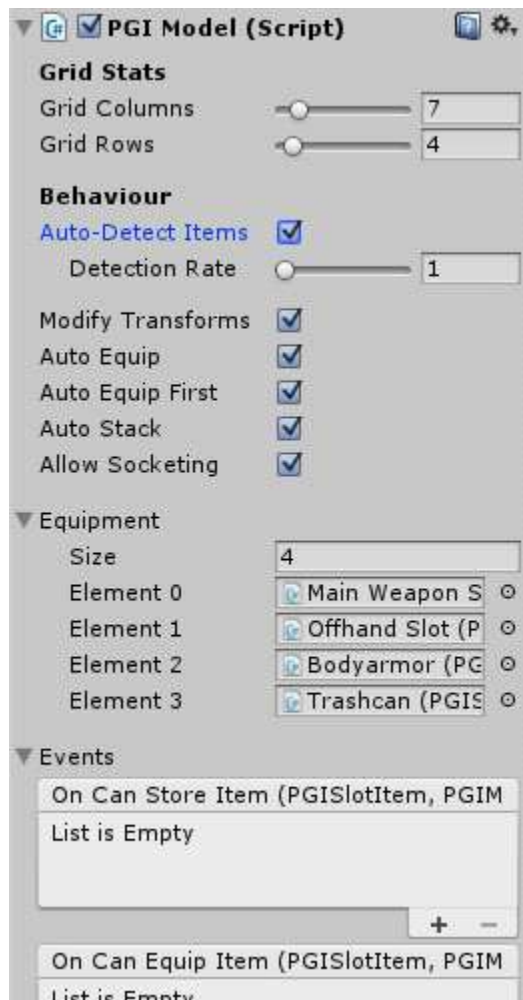 PGI Model (Script)
Grid Stats
Grid Columns 7
Grid Rows 4
Behaviour
Auto-Detect Items
Detection Rate 1
Modify Transforms
Auto Equip
Auto Equip First
Auto Stack
Allow Socketing
Equipment
Size 4
Element 0 Main Weapon S
Element 1 Offhand Slot (P
Element 2 Bodyarmor (PG
Element 3 Trashcan (PGIS
Events
On Can Store Item (PGISlotItem, PGIM
List is Empty
+ −
On Can Equip Item (PGISlotItem, PGIM
List is Empty